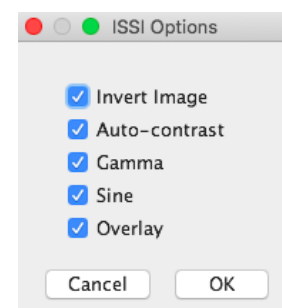 ISSI Options
Invert Image
Auto-contrast
Gamma
Sine
Overlay
Cancel OK